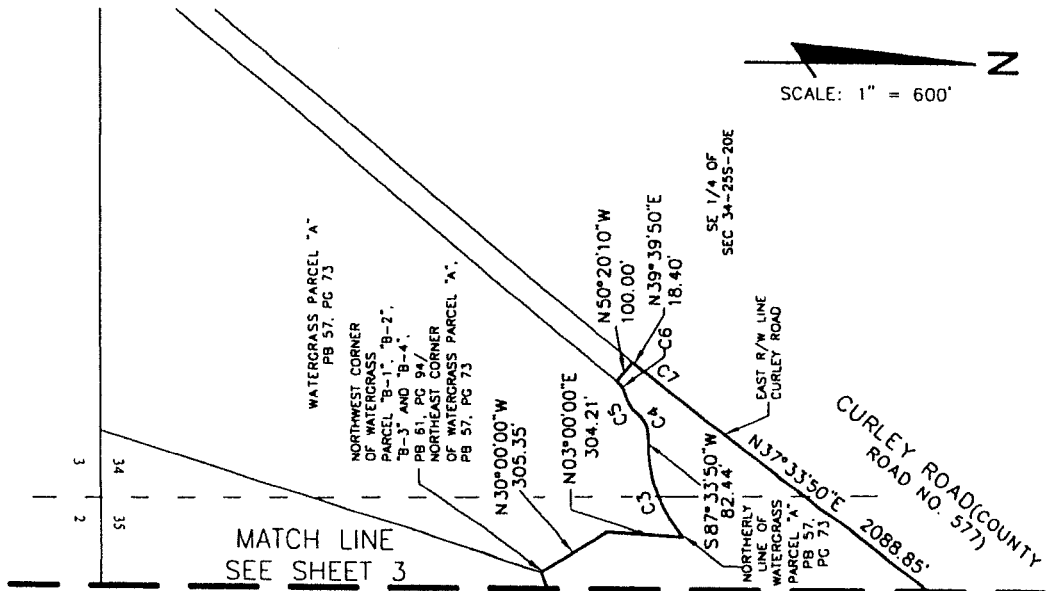 N
SCALE: 1" = 600'
SE 1/4 OF
SEC 34-25S-20E
WATERGRASS PARCEL "A"
PB 57, PG 73
NORTHWEST CORNER
OF WATERGRASS
PARCEL "B-1", "B-2",
"B-3" AND "B-4",
PB 61, PG 94/
NORTHEAST CORNER
OF WATERGRASS PARCEL "A",
PB 57, PG 73
N50°20'10"W
100.00'
N39°39'50"E
18.40'
C6
C7
C5
C4
C3
EAST R/W LINE
CURLEY ROAD
N30°00'00"W
305.35'
N03°00'00"E
304.21'
S87°33'50"W
82.44'
N37°33'50"E 2088.85'
CURLEY ROAD(COUNTY
ROAD NO. 577)
NORTHERLY
LINE OF
WATERGRASS
PARCEL "A"
PB 57,
PG 73
3 34
2 35
MATCH LINE
SEE SHEET 3